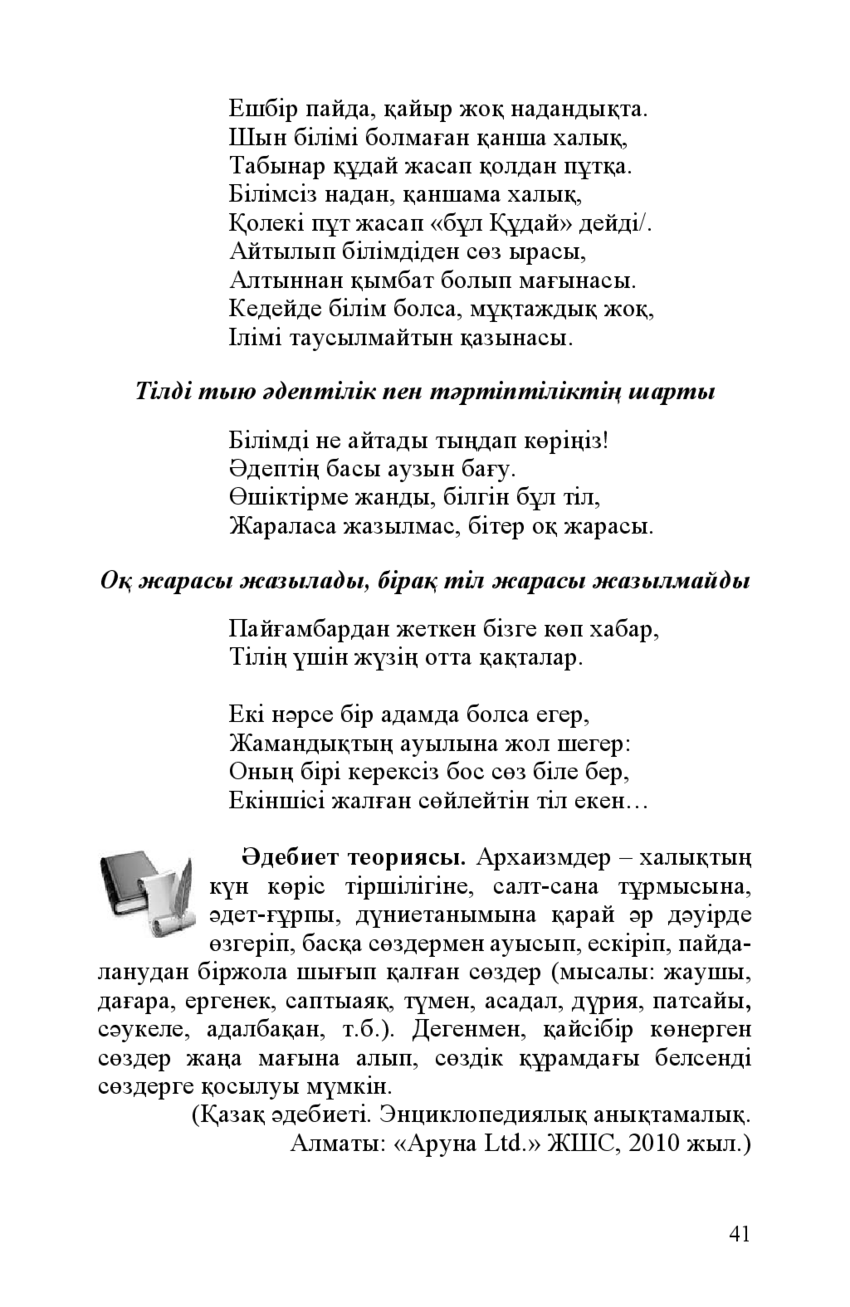 Ешбір пайда, қайыр жоқ надандықта.
Шын білімі болмаған қанша халық,
Табынар құдай жасап қолдан пұтқа.
Білімсіз надан, қаншама халық,
Қолекі пұт жасап «бұл Құдай» дейді/.
Айтылып білімдіден сөз ырасы,
Алтыннан қымбат болып мағынасы.
Кедейде білім болса, мұқтаждық жоқ,
Ілімі таусылмайтын қазынасы.
Тілді тыю әдептілік пен тәртіптіліктің шарты
Білімді не айтады тыңдап көріңіз!
Әдептің басы аузын бағу.
Өшіктірме жанды, білгін бұл тіл,
Жараласа жазылмас, бітер оқ жарасы.
Оқ жарасы жазылады, бірақ тіл жарасы жазылмайды
Пайғамбардан жеткен бізге көп хабар,
Тілің үшін жүзің отта қақталар.
Екі нәрсе бір адамда болса егер,
Жамандықтың ауылына жол шегер:
Оның бірі керексіз бос сөз біле бер,
Екіншісі жалған сөйлейтін тіл екен…
Әдебиет теориясы. Архаизмдер – халықтың
күн көріс тіршілігіне, салт-сана тұрмысына,
әдет-ғұрпы, дүниетанымына қарай әр дәуірде
өзгеріп, басқа сөздермен ауысып, ескіріп, пайда-
ланудан біржола шығып қалған сөздер (мысалы: жаушы,
дағара, ергенек, саптыаяқ, түмен, асадал, дүрия, патсайы,
сәукеле, адалбақан, т.б.). Дегенмен, қайсібір көнерген
сөздер жаңа мағына алып, сөздік құрамдағы белсенді
сөздерге қосылуы мүмкін.
(Қазақ әдебиеті. Энциклопедиялық анықтамалық.
Алматы: «Аруна Ltd.» ЖШС, 2010 жыл.)
41